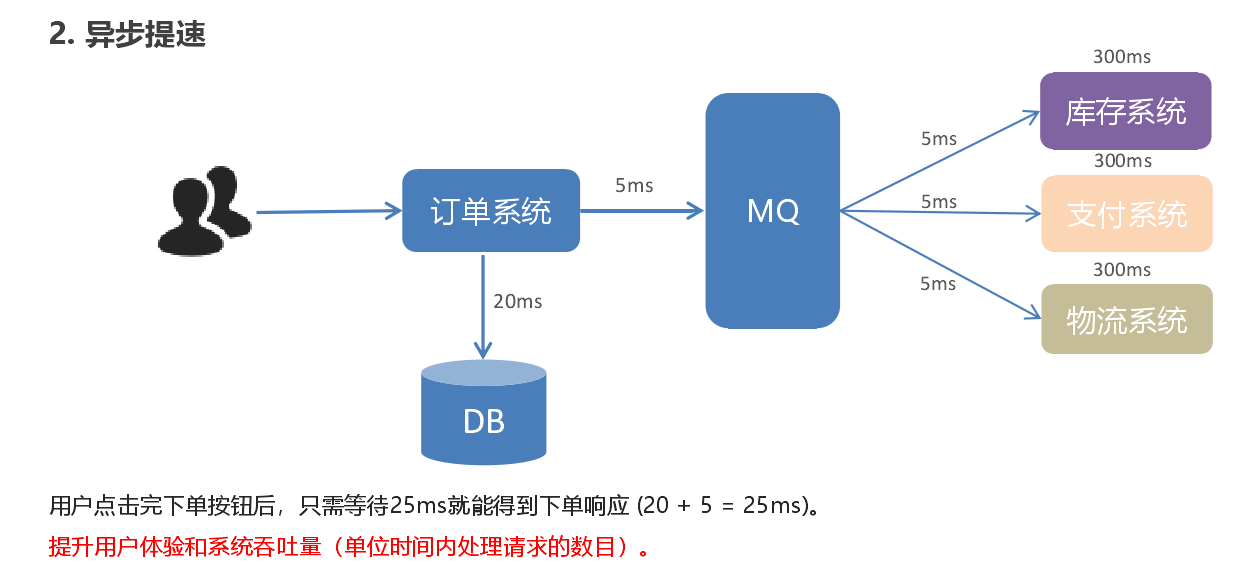 2. 异步提速
300ms
库存系统
5ms
300ms
订单系统
5ms
MQ
5ms
支付系统
300ms
5ms
物流系统
20ms
DB
用户点击完下单按钮后，只需等待25ms就能得到下单响应 (20 + 5 = 25ms)。
提升用户体验和系统吞吐量（单位时间内处理请求的数目）。